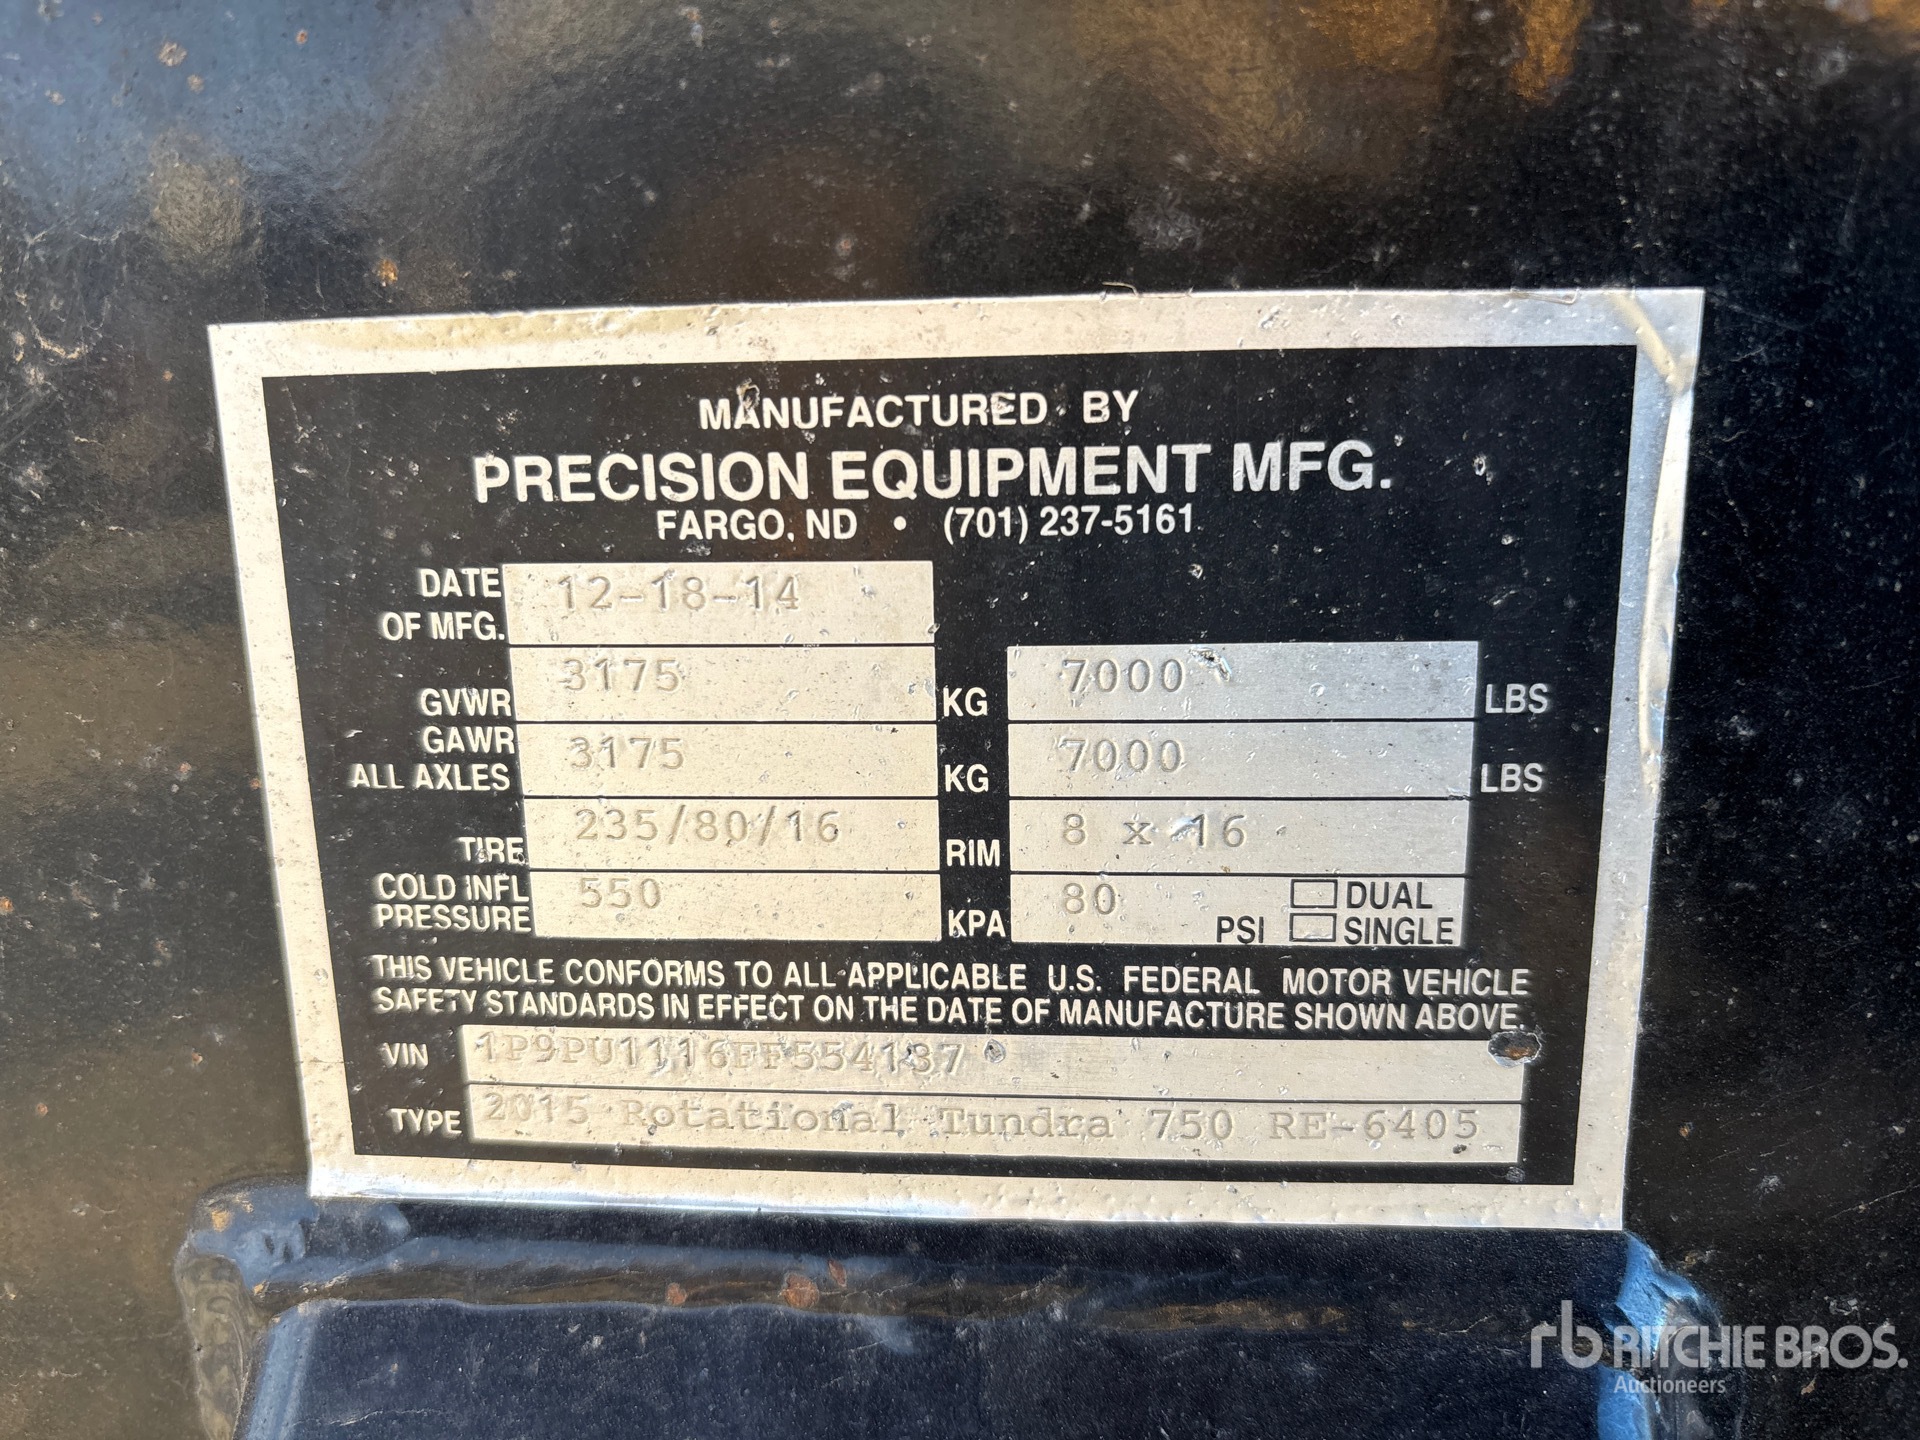 MANUFACTURED BY
PRECISION EQUIPMENT MFG.
FARGO, ND • (701) 237-5161
DATE OF MFG. 12-18-14
GVWR 3175 KG 7000 LBS
GAWR ALL AXLES 3175 KG 7000 LBS
TIRE 235/80/16 RIM 8 x 16
COLD INFL PRESSURE 550 KPA 80 PSI DUAL SINGLE
THIS VEHICLE CONFORMS TO ALL APPLICABLE U.S. FEDERAL MOTOR VEHICLE
SAFETY STANDARDS IN EFFECT ON THE DATE OF MANUFACTURE SHOWN ABOVE.
VIN 1P9PU1116FF554187
TYPE 2015 Rotational Tundra 750 RE-6405
rb RITCHIE BROS.
Auctioneers